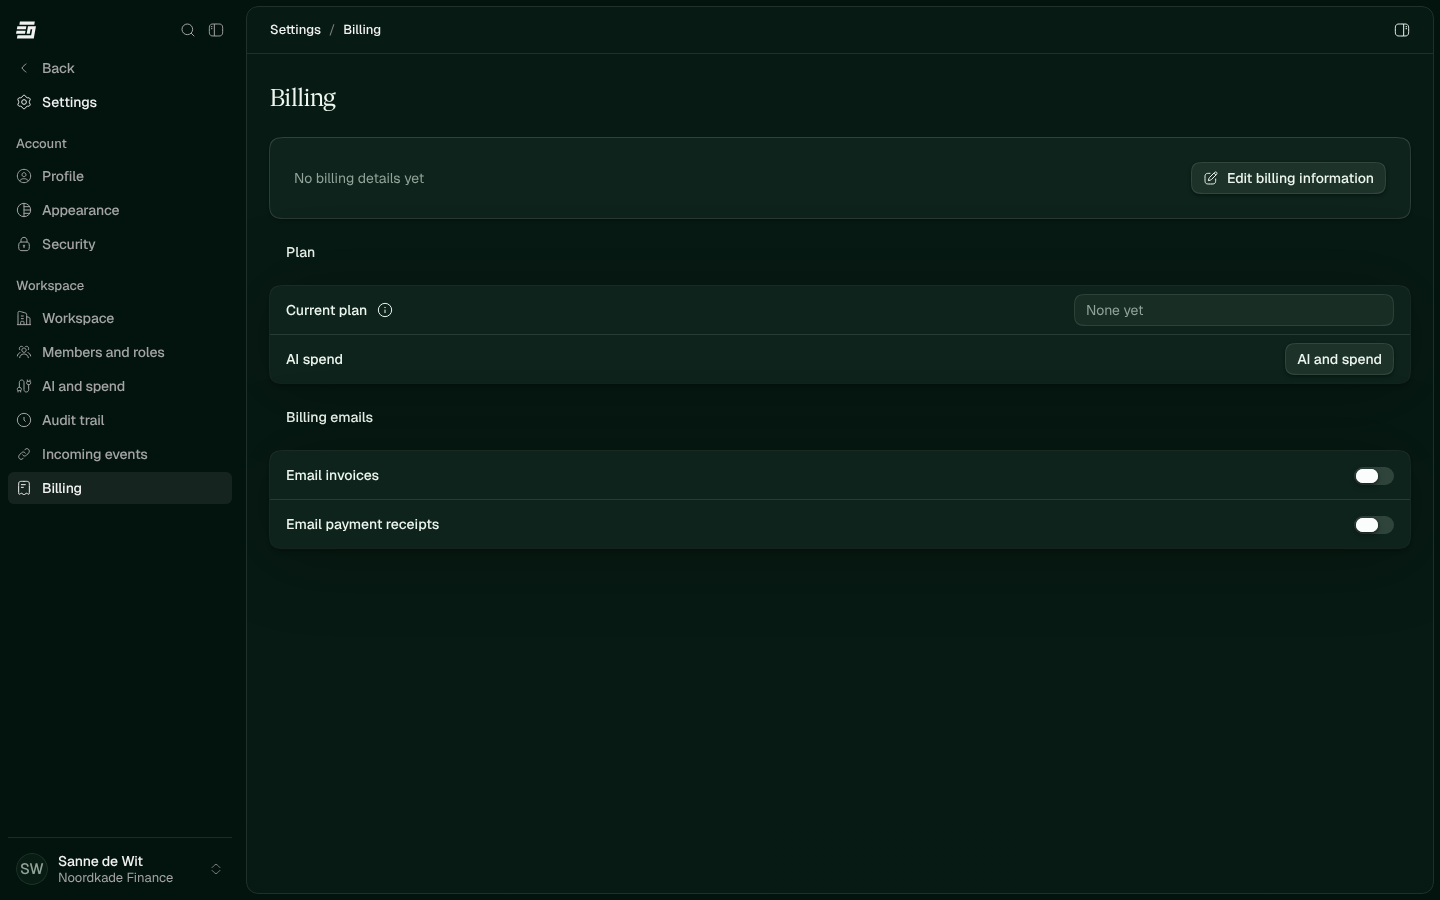 Settings / Billing
Back
Settings
Account
Profile
Appearance
Security
Workspace
Workspace
Members and roles
AI and spend
Audit trail
Incoming events
Billing
SW
Sanne de Wit
Noordkade Finance
Billing
No billing details yet
Edit billing information
Plan
Current plan
None yet
AI spend
AI and spend
Billing emails
Email invoices
Email payment receipts